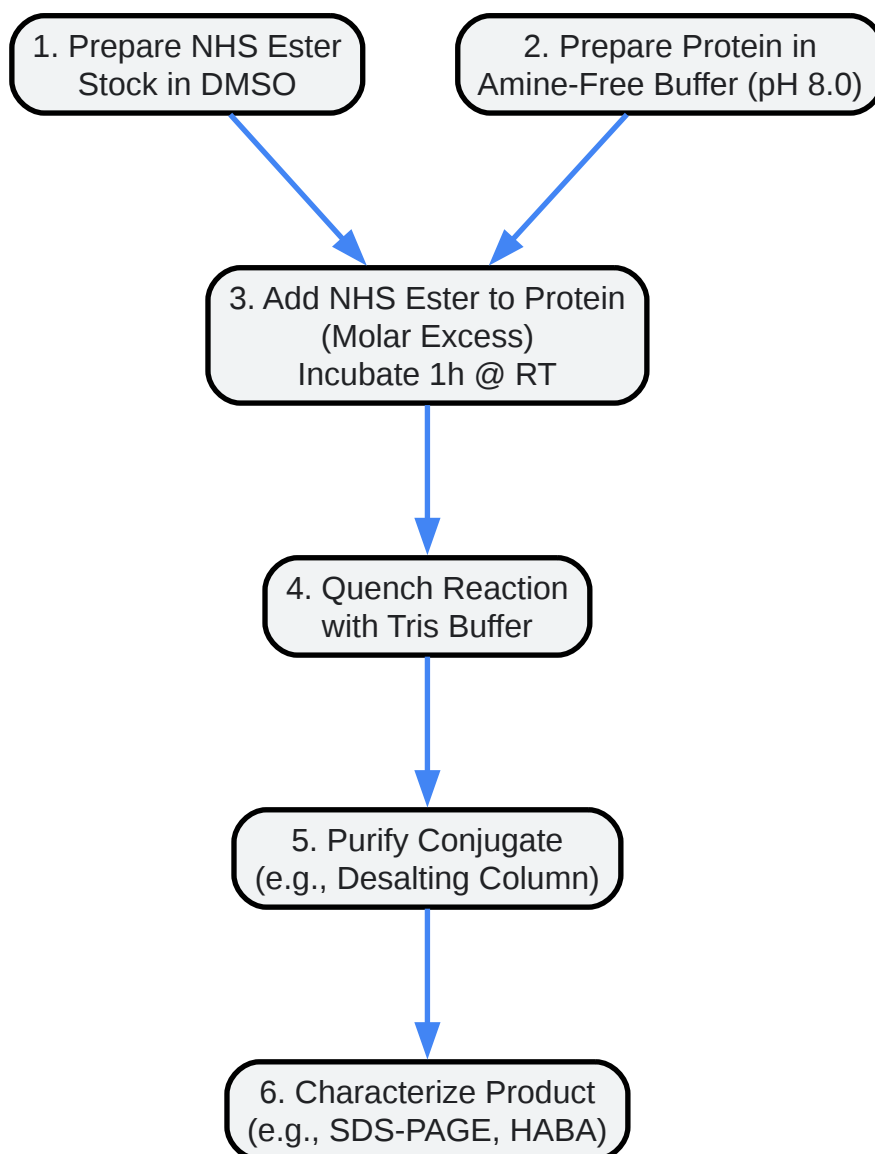 1. Prepare NHS Ester
Stock in DMSO
2. Prepare Protein in
Amine-Free Buffer (pH 8.0)
3. Add NHS Ester to Protein
(Molar Excess)
Incubate 1h @ RT
4. Quench Reaction
with Tris Buffer
5. Purify Conjugate
(e.g., Desalting Column)
6. Characterize Product
(e.g., SDS-PAGE, HABA)